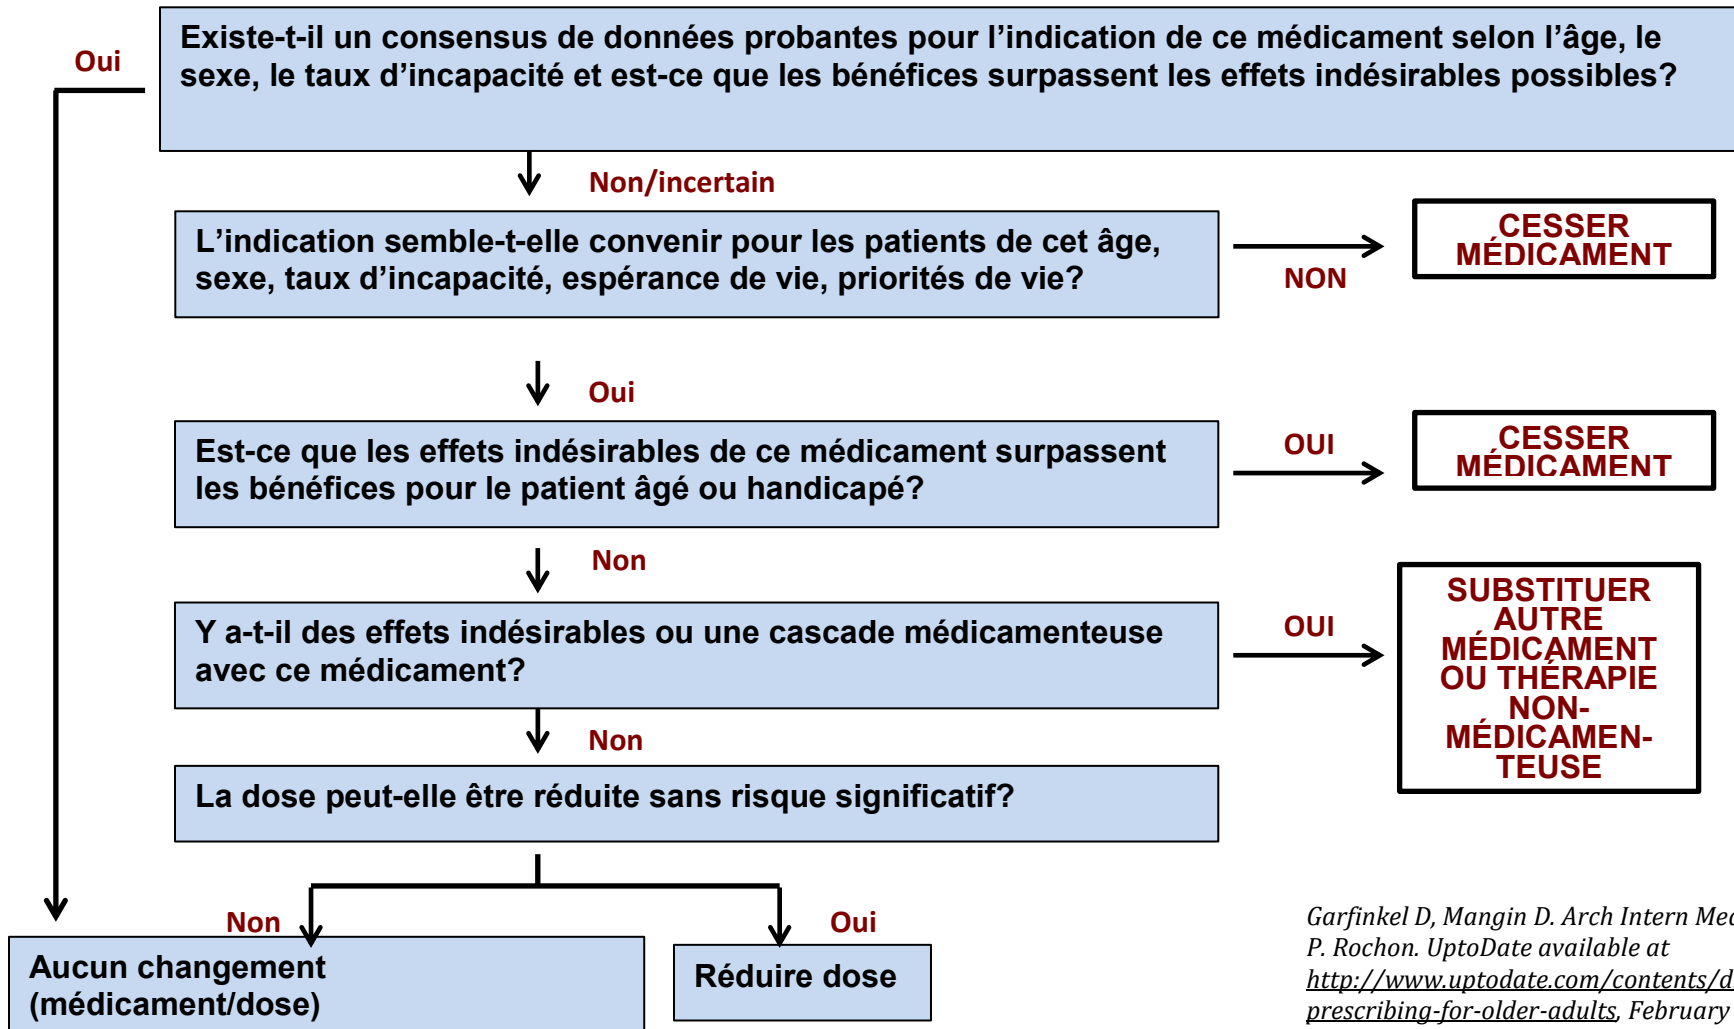 Oui
Existe-t-il un consensus de données probantes pour l’indication de ce médicament selon l’âge, le
sexe, le taux d’incapacité et est-ce que les bénéfices surpassent les effets indésirables possibles?
Non/incertain
L’indication semble-t-elle convenir pour les patients de cet âge,
sexe, taux d’incapacité, espérance de vie, priorités de vie?
NON
CESSER
MÉDICAMENT
Oui
Est-ce que les effets indésirables de ce médicament surpassent
les bénéfices pour le patient âgé ou handicapé?
OUI
CESSER
MÉDICAMENT
Non
Y a-t-il des effets indésirables ou une cascade médicamenteuse
avec ce médicament?
OUI
SUBSTITUER
AUTRE
MÉDICAMENT
OU THÉRAPIE
NON-
MÉDICAMEN-
TEUSE
Non
La dose peut-elle être réduite sans risque significatif?
Non
Oui
Aucun changement
(médicament/dose)
Réduire dose
Garfinkel D, Mangin D. Arch Intern Med
P. Rochon. UptoDate available at
http://www.uptodate.com/contents/d
prescribing-for-older-adults, February